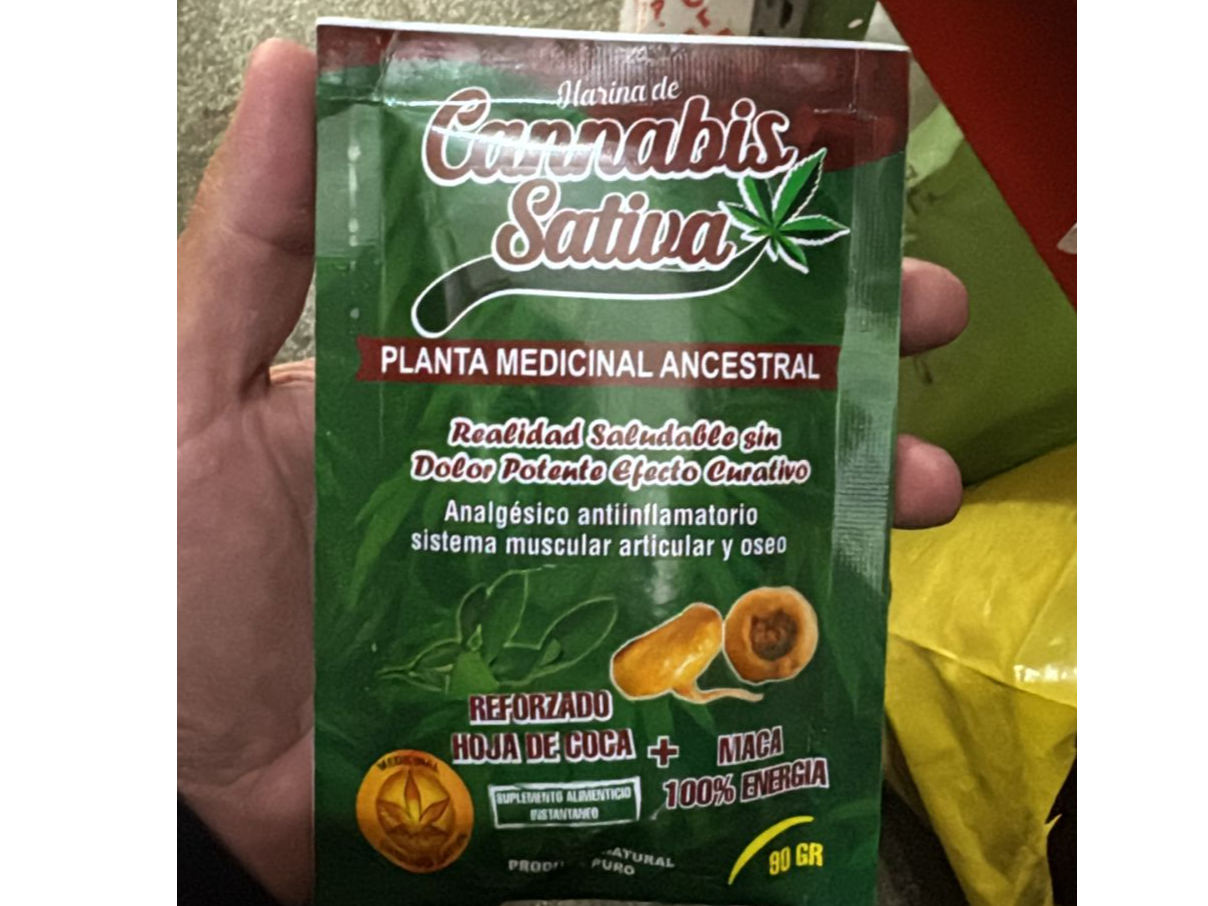 Harina de
Cannabis
Sativa
PLANTA MEDICINAL ANCESTRAL
Realidad Saludable sin
Dolor Potente Efecto Curativo
Analgésico antiinflamatorio
sistema muscular articular y oseo
REFORZADO
HOJA DE COCA + MACA
100% ENERGIA
MEDICINAL
SUPLEMENTO ALIMENTICIO
INSTANTANEO
NATURAL
PURO
90 GR